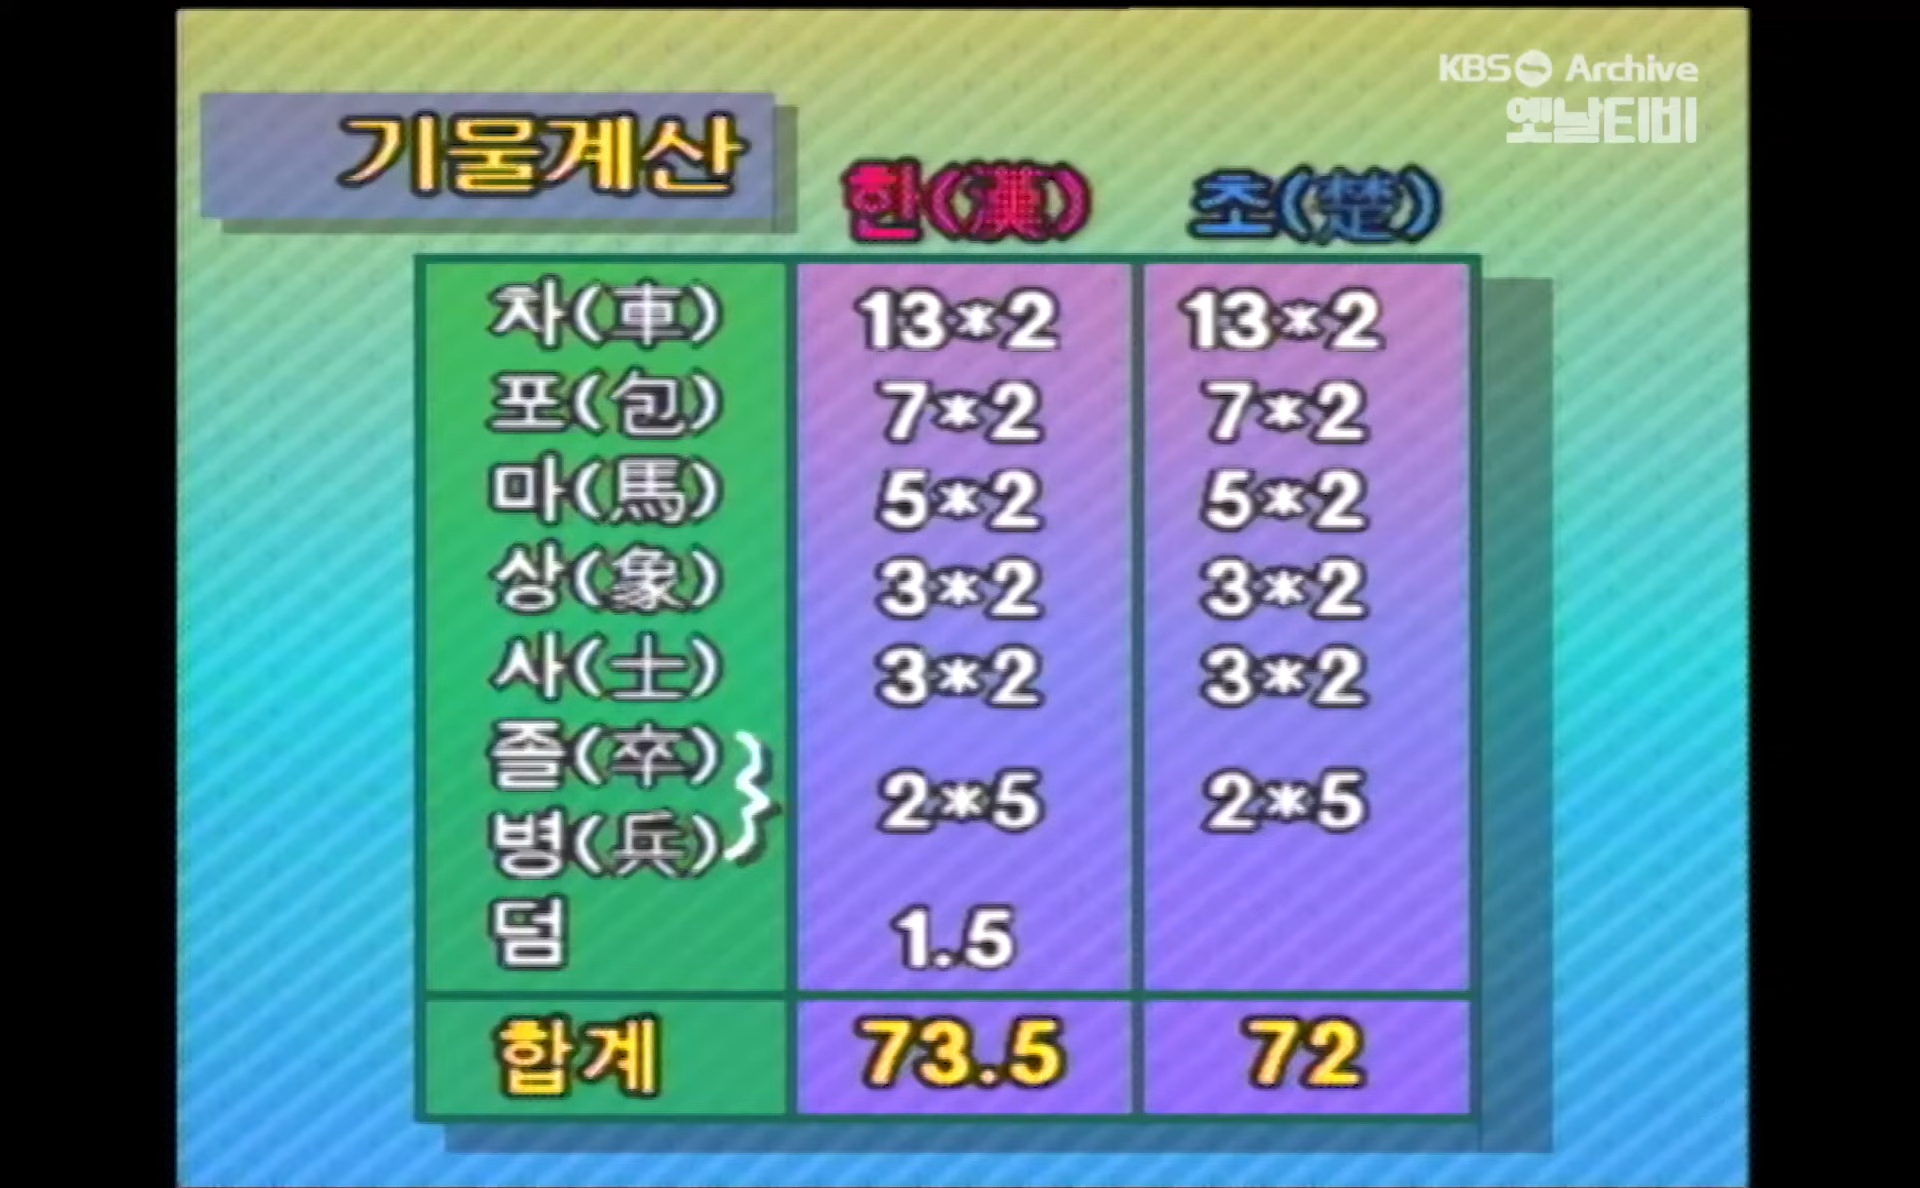 KBS Archive
옛날티비
기물계산
한(漢) 초(楚)
차(車) 13*2 13*2
포(包) 7*2 7*2
마(馬) 5*2 5*2
상(象) 3*2 3*2
사(士) 3*2 3*2
졸(卒)
병(兵) 2*5 2*5
덤 1.5
합계 73.5 72